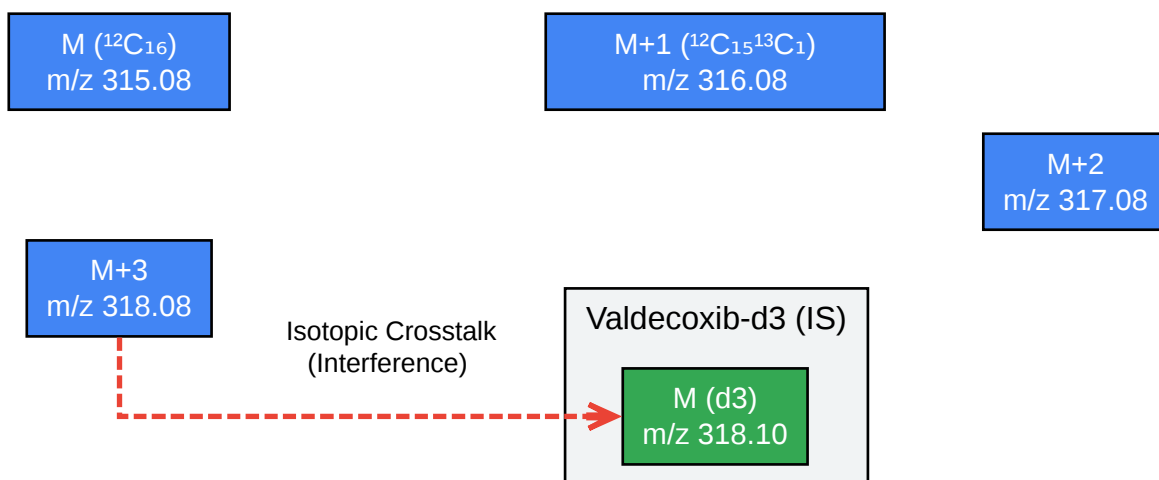 M (¹²C₁₆)
m/z 315.08
M+1 (¹²C₁₅¹³C₁)
m/z 316.08
M+2
m/z 317.08
M+3
m/z 318.08
Isotopic Crosstalk
(Interference)
Valdecoxib-d3 (IS)
M (d3)
m/z 318.10